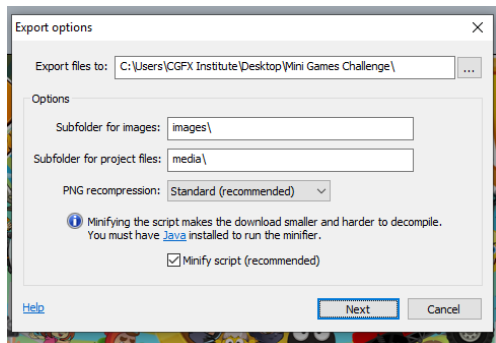 Export options
Export files to: C:\Users\CGFX Institute\Desktop\Mini Games Challenge\ ...
Options
Subfolder for images: images\
Subfolder for project files: media\
PNG recompression: Standard (recommended)
Minifying the script makes the download smaller and harder to decompile.
You must have Java installed to run the minifier.
Minify script (recommended)
Help Next Cancel